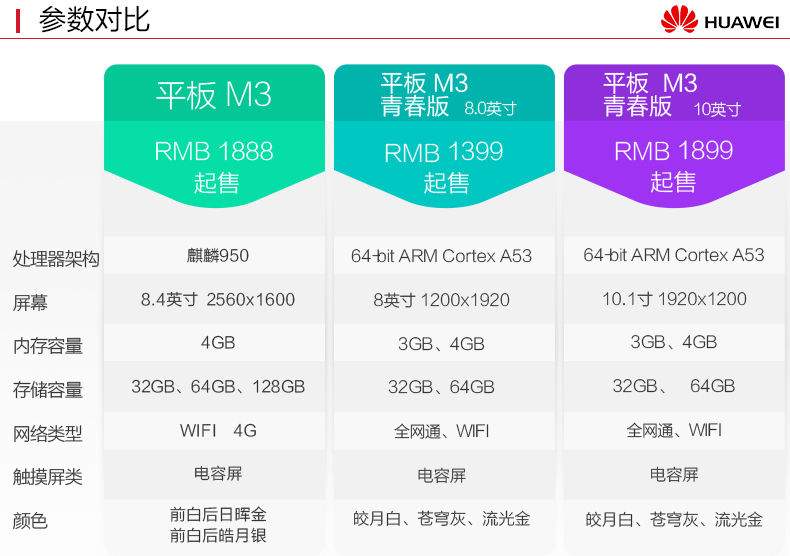 参数对比
HUAWEI
平板 M3
RMB 1888
起售
平板 M3
青春版 8.0英寸
RMB 1399
起售
平板 M3
青春版 10英寸
RMB 1899
起售
处理器架构 麒麟950 64-bit ARM Cortex A53 64-bit ARM Cortex A53
屏幕 8.4英寸 2560x1600 8英寸 1200x1920 10.1寸 1920x1200
内存容量 4GB 3GB、4GB 3GB、4GB
存储容量 32GB、64GB、128GB 32GB、64GB 32GB、 64GB
网络类型 WIFI 4G 全网通、WIFI 全网通、WIFI
触摸屏类 电容屏 电容屏 电容屏
颜色 前白后日晖金 皎月白、苍穹灰、流光金 皎月白、苍穹灰、流光金
前白后皓月银